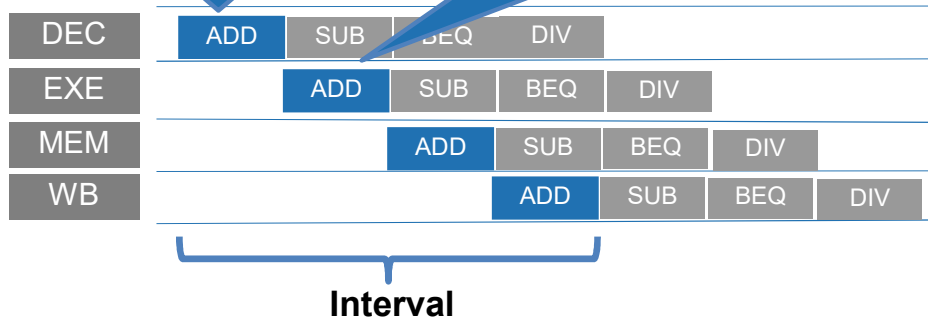 DEC ADD SUB BEQ DIV
EXE ADD SUB BEQ DIV
MEM ADD SUB BEQ DIV
WB ADD SUB BEQ DIV
Interval